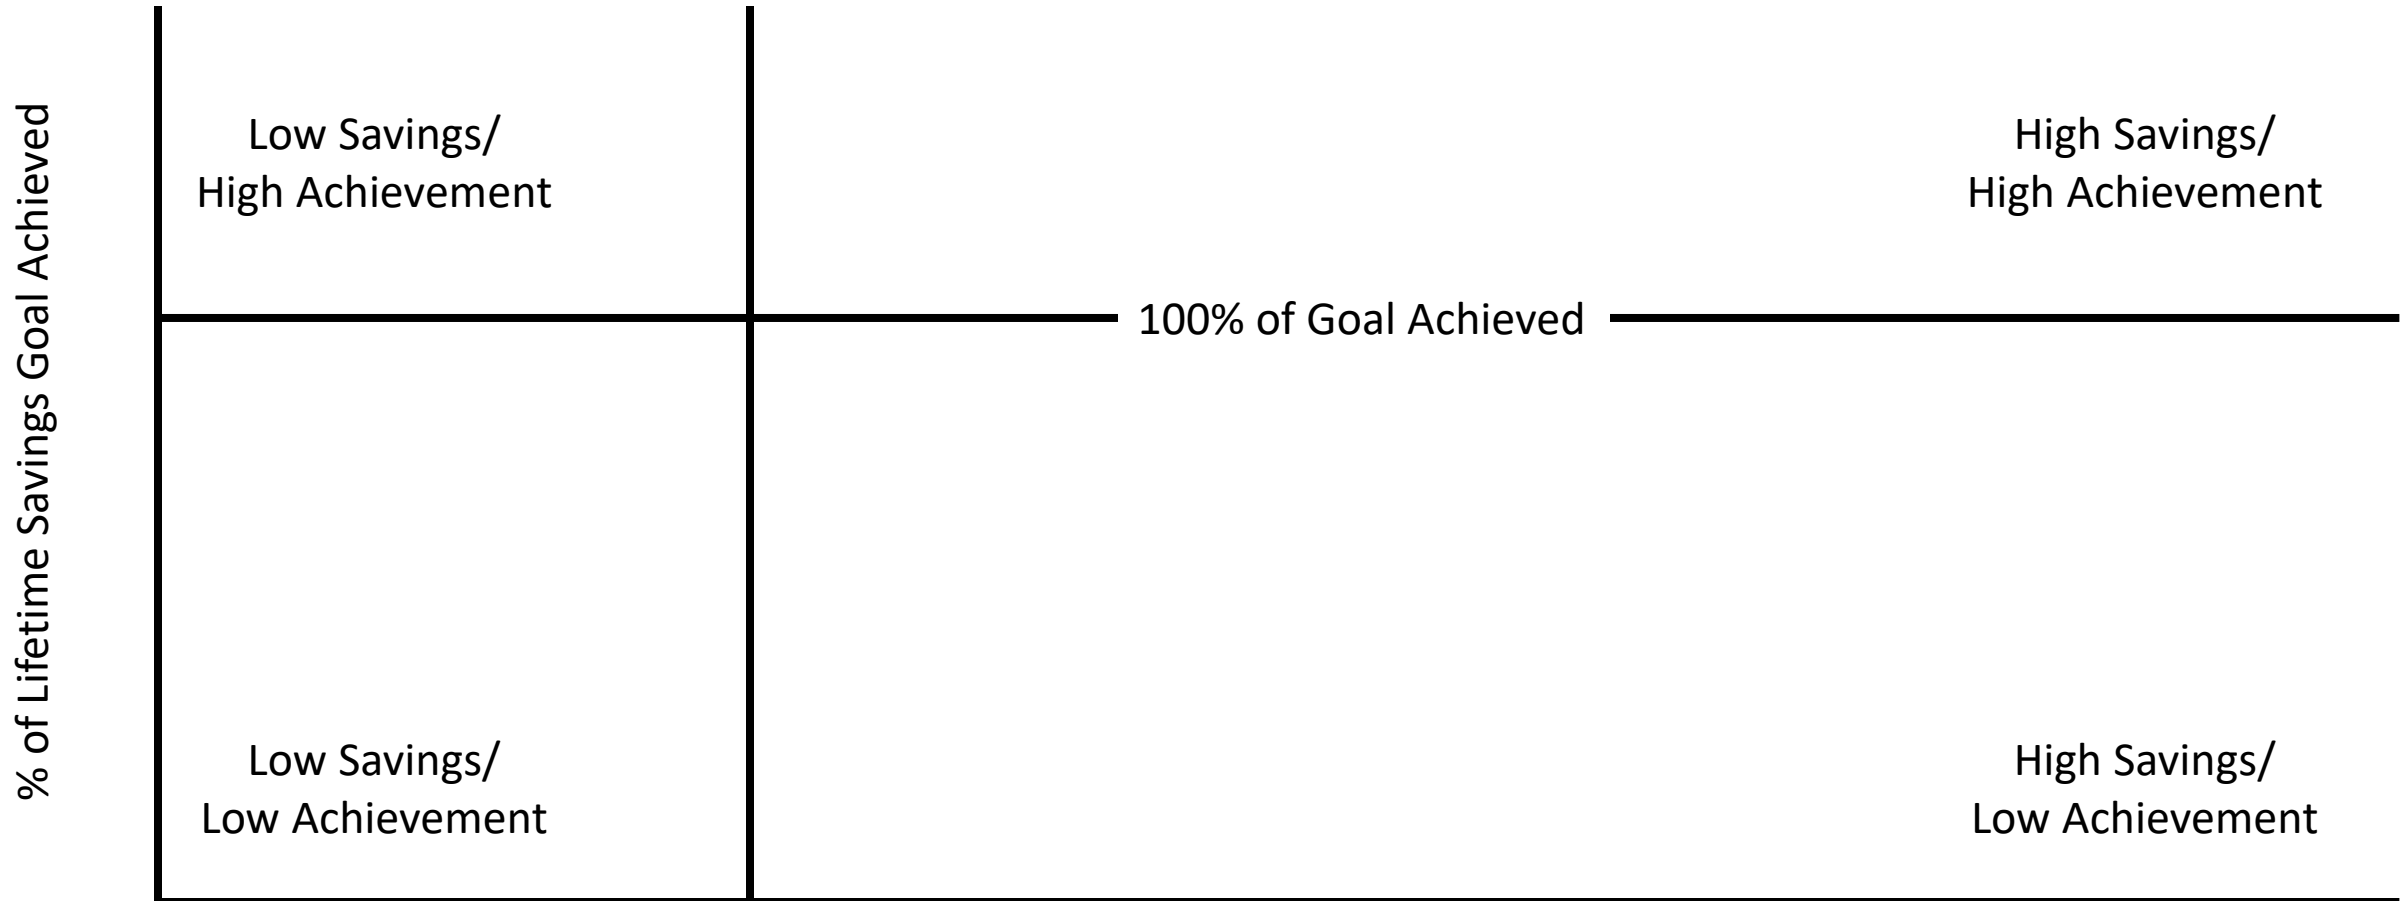 % of Lifetime Savings Goal Achieved
Low Savings/
High Achievement
High Savings/
High Achievement
100% of Goal Achieved
Low Savings/
Low Achievement
High Savings/
Low Achievement